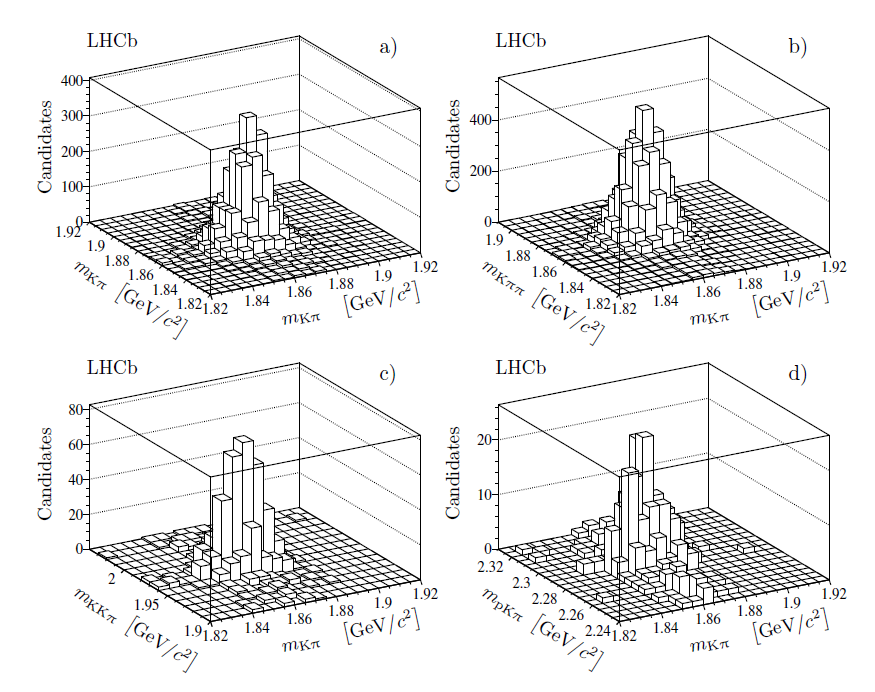 LHCb a)
Candidates
400
300
200
100
0
1.92
1.9
1.88
1.86
1.84
1.82
mKπ [GeV/c²]
1.82 1.84 1.86 1.88 1.9 1.92
mKπ [GeV/c²]
LHCb b)
Candidates
400
200
0
1.9
1.88
1.86
1.84
1.82
mKππ [GeV/c²]
1.82 1.84 1.86 1.88 1.9 1.92
mKπ [GeV/c²]
LHCb c)
Candidates
80
60
40
20
0
2
1.95
1.9
mKKπ [GeV/c²]
1.82 1.84 1.86 1.88 1.9 1.92
mKπ [GeV/c²]
LHCb d)
Candidates
20
10
0
2.32
2.3
2.28
2.26
2.24
mpKπ [GeV/c²]
1.82 1.84 1.86 1.88 1.9 1.92
mKπ [GeV/c²]